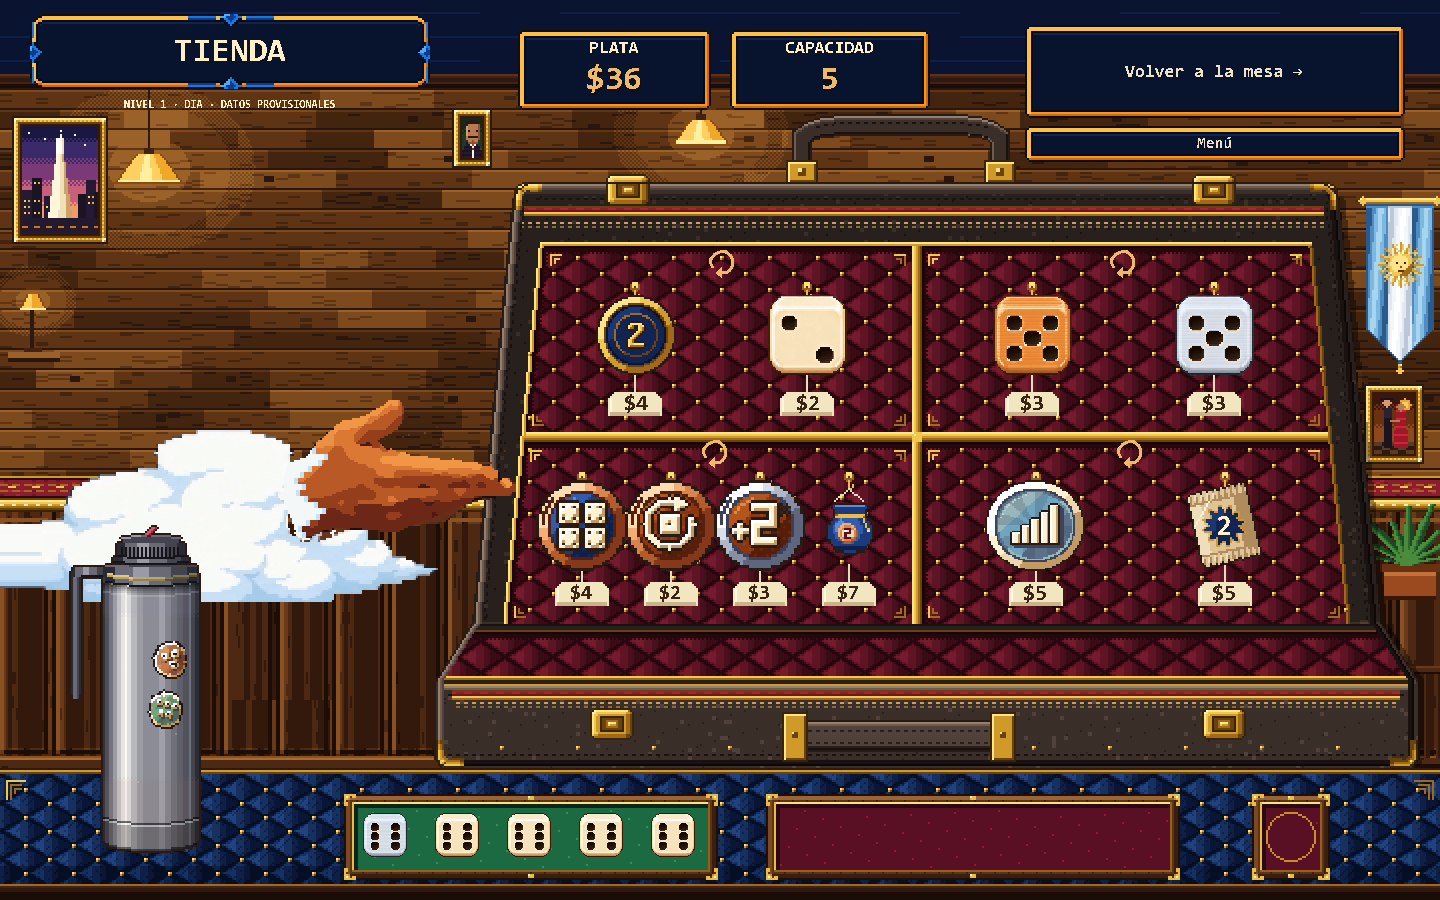 TIENDA
NIVEL 1 · DIA · DATOS PROVISIONALES
PLATA
$36
CAPACIDAD
5
Volver a la mesa →
Menú
2
$4
$2
$3
$3
+2
2
$4
$2
$3
$7
2
$5
$5